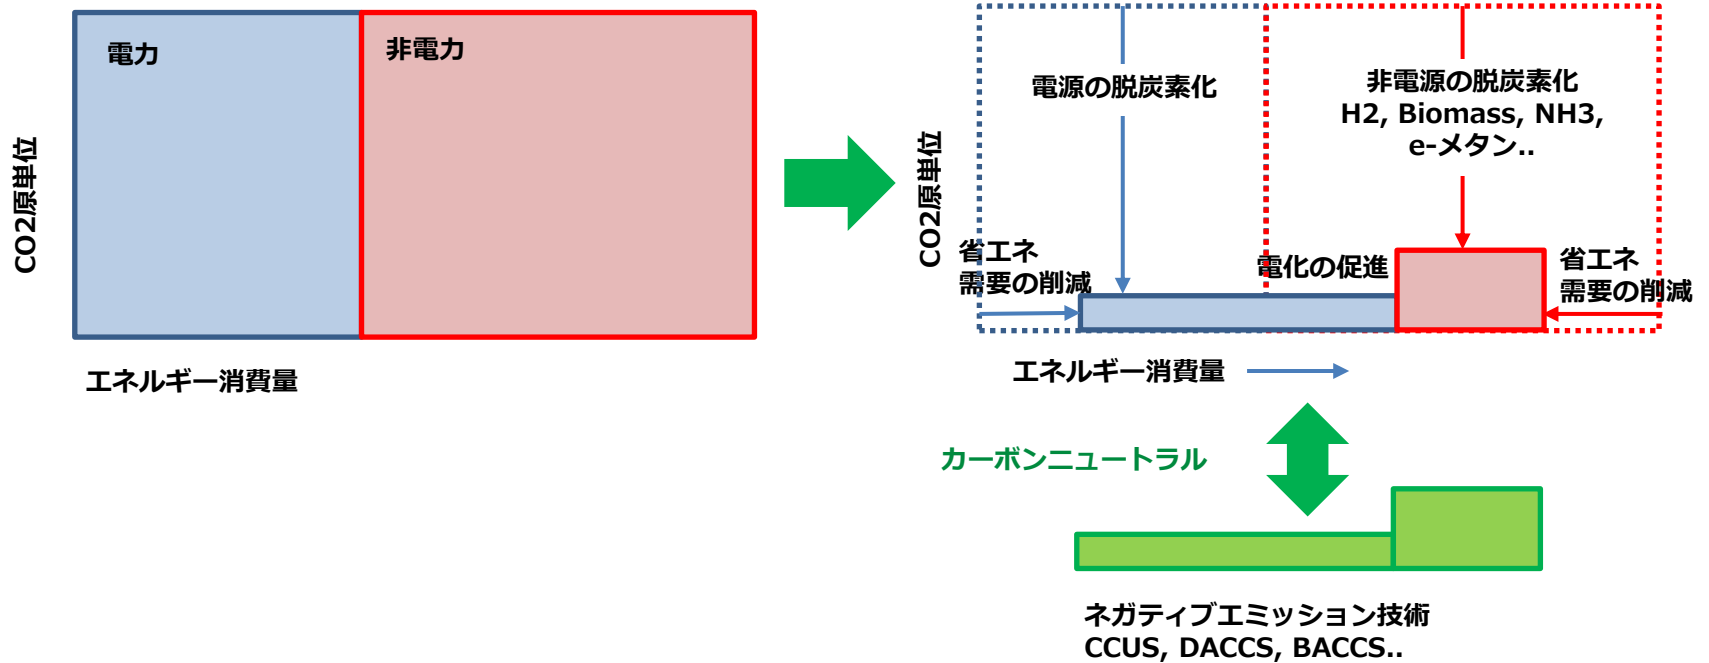 電力
非電力
CO2原単位
エネルギー消費量
電源の脱炭素化
非電源の脱炭素化
H2, Biomass, NH3,
e-メタン..
CO2原単位
省エネ
需要の削減
電化の促進
省エネ
需要の削減
エネルギー消費量
カーボンニュートラル
ネガティブエミッション技術
CCUS, DACCS, BACCS..